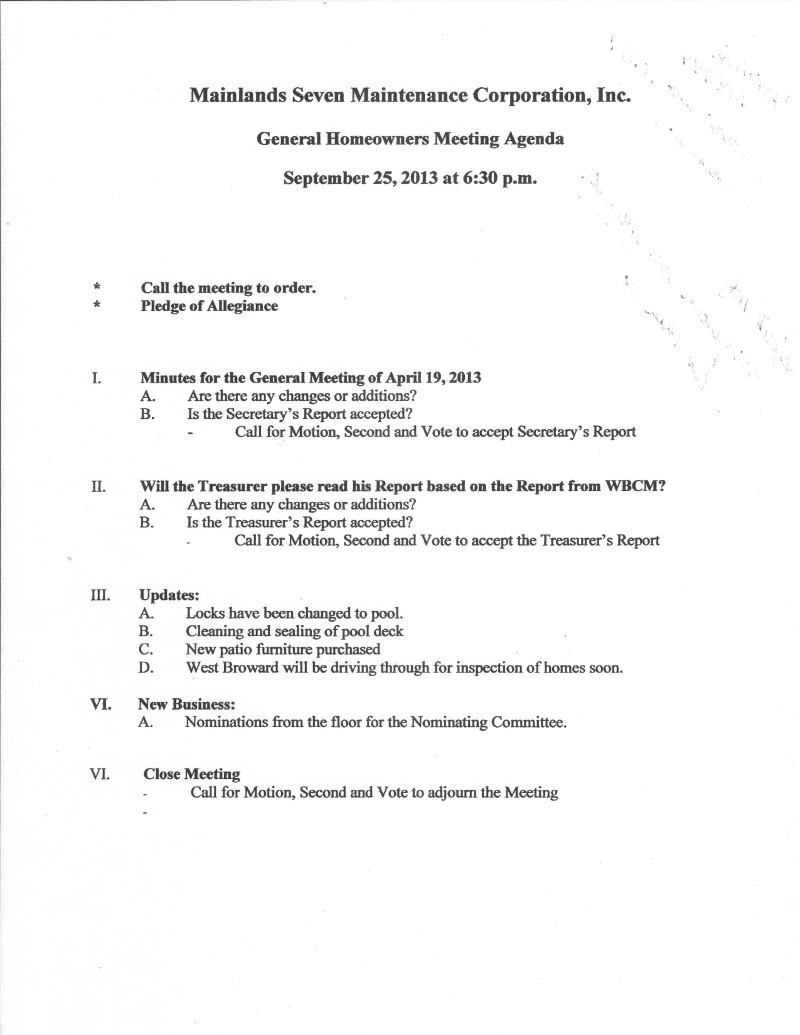 Mainlands Seven Maintenance Corporation, Inc.
General Homeowners Meeting Agenda
September 25, 2013 at 6:30 p.m.
* Call the meeting to order.
* Pledge of Allegiance
I. Minutes for the General Meeting of April 19, 2013
A. Are there any changes or additions?
B. Is the Secretary's Report accepted?
- Call for Motion, Second and Vote to accept Secretary's Report
II. Will the Treasurer please read his Report based on the Report from WBCM?
A. Are there any changes or additions?
B. Is the Treasurer's Report accepted?
- Call for Motion, Second and Vote to accept the Treasurer's Report
III. Updates:
A. Locks have been changed to pool.
B. Cleaning and sealing of pool deck
C. New patio furniture purchased
D. West Broward will be driving through for inspection of homes soon.
VI. New Business:
A. Nominations from the floor for the Nominating Committee.
VI. Close Meeting
- Call for Motion, Second and Vote to adjourn the Meeting
-